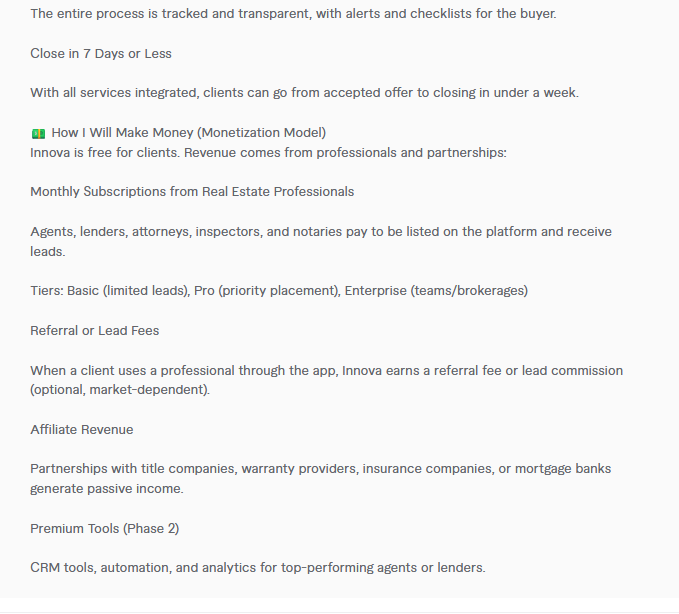 The entire process is tracked and transparent, with alerts and checklists for the buyer.
Close in 7 Days or Less
With all services integrated, clients can go from accepted offer to closing in under a week.
💵 How I Will Make Money (Monetization Model)
Innova is free for clients. Revenue comes from professionals and partnerships:
Monthly Subscriptions from Real Estate Professionals
Agents, lenders, attorneys, inspectors, and notaries pay to be listed on the platform and receive
leads.
Tiers: Basic (limited leads), Pro (priority placement), Enterprise (teams/brokerages)
Referral or Lead Fees
When a client uses a professional through the app, Innova earns a referral fee or lead commission
(optional, market-dependent).
Affiliate Revenue
Partnerships with title companies, warranty providers, insurance companies, or mortgage banks
generate passive income.
Premium Tools (Phase 2)
CRM tools, automation, and analytics for top-performing agents or lenders.